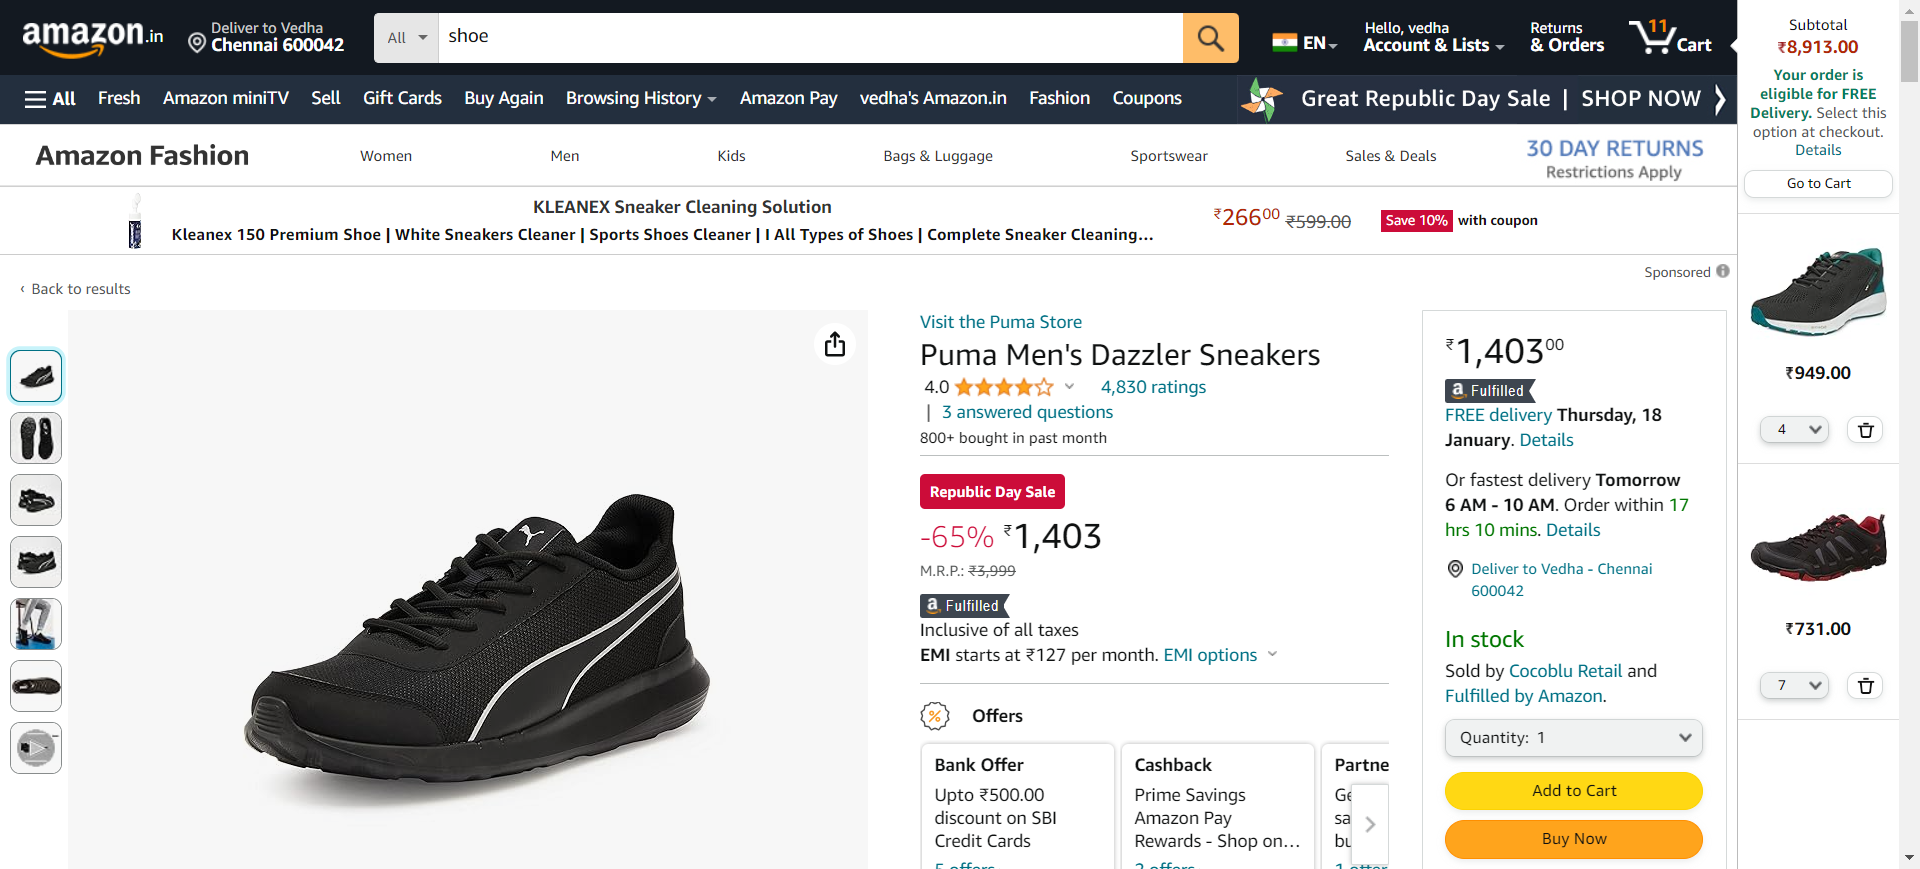 amazon.in
Deliver to Vedha
Chennai 600042
All
shoe
EN
Hello, vedha
Account & Lists
Returns
& Orders
11
Cart
All
Fresh
Amazon miniTV
Sell
Gift Cards
Buy Again
Browsing History
Amazon Pay
vedha's Amazon.in
Fashion
Coupons
Great Republic Day Sale | SHOP NOW
Amazon Fashion
Women
Men
Kids
Bags & Luggage
Sportswear
Sales & Deals
30 DAY RETURNS
Restrictions Apply
KLEANEX Sneaker Cleaning Solution
Kleanex 150 Premium Shoe | White Sneakers Cleaner | Sports Shoes Cleaner | I All Types of Shoes | Complete Sneaker Cleaning...
₹26600 ₹599.00
Save 10% with coupon
Sponsored
‹ Back to results
Visit the Puma Store
Puma Men's Dazzler Sneakers
4.0
4,830 ratings
| 3 answered questions
800+ bought in past month
Republic Day Sale
-65% ₹1,403
M.R.P.: ₹3,999
a Fulfilled
Inclusive of all taxes
EMI starts at ₹127 per month. EMI options
Offers
Bank Offer
Upto ₹500.00
discount on SBI
Credit Cards
5 offers
Cashback
Prime Savings
Amazon Pay
Rewards - Shop on...
2 offers
Partne
Ge
sa
bu
1 offer
₹1,40300
a Fulfilled
FREE delivery Thursday, 18
January. Details
Or fastest delivery Tomorrow
6 AM - 10 AM. Order within 17
hrs 10 mins. Details
Deliver to Vedha - Chennai
600042
In stock
Sold by Cocoblu Retail and
Fulfilled by Amazon.
Quantity: 1
Add to Cart
Buy Now
Subtotal
₹8,913.00
Your order is
eligible for FREE
Delivery. Select this
option at checkout.
Details
Go to Cart
₹949.00
4
₹731.00
7